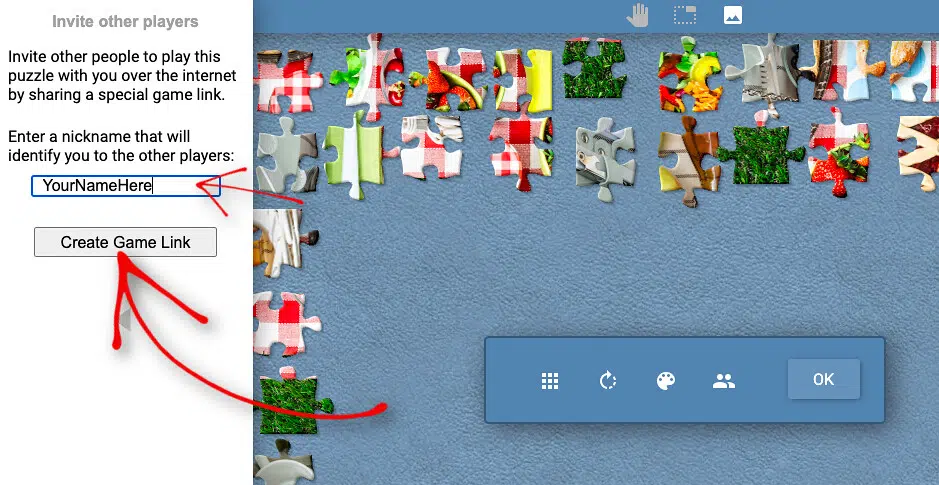 Invite other players
Invite other people to play this
puzzle with you over the internet
by sharing a special game link.
Enter a nickname that will
identify you to the other players:
YourNameHere
Create Game Link
OK